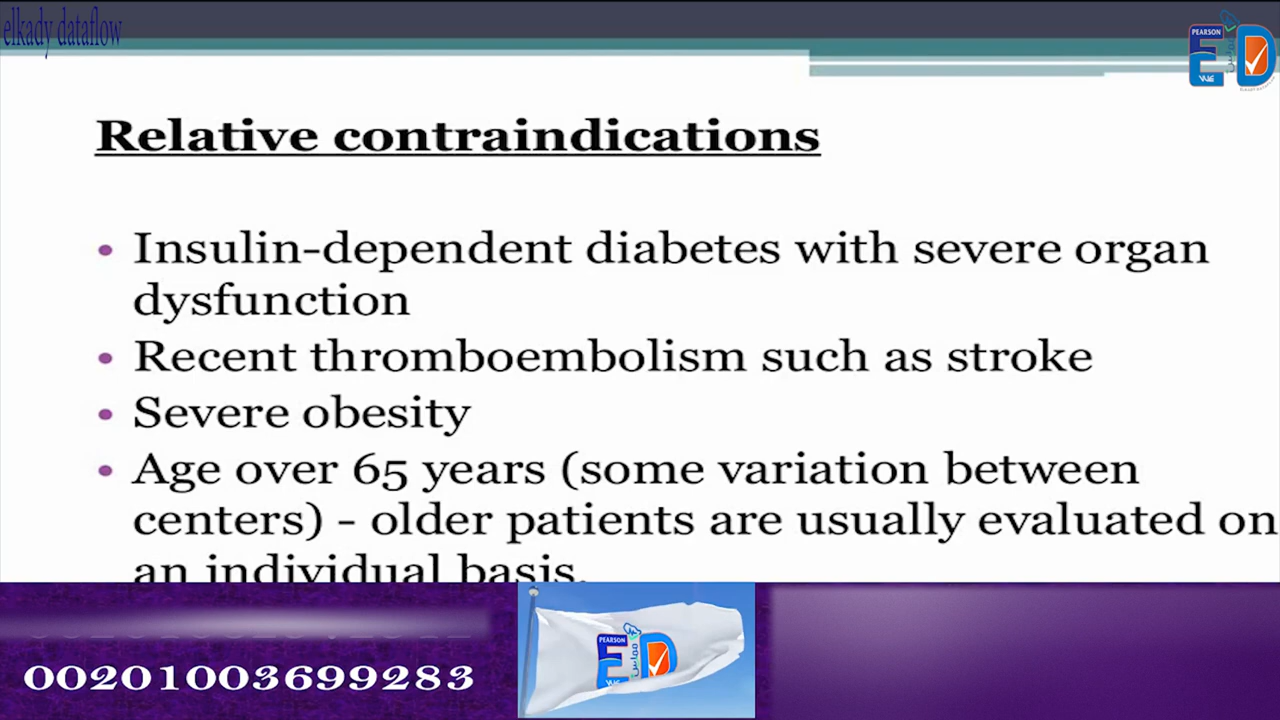 elkady dataflow
PEARSON
E D
VUE
Relative contraindications
• Insulin-dependent diabetes with severe organ
dysfunction
• Recent thromboembolism such as stroke
• Severe obesity
• Age over 65 years (some variation between
centers) - older patients are usually evaluated on
an individual basis.
00201003699283
PEARSON
E D
VUE